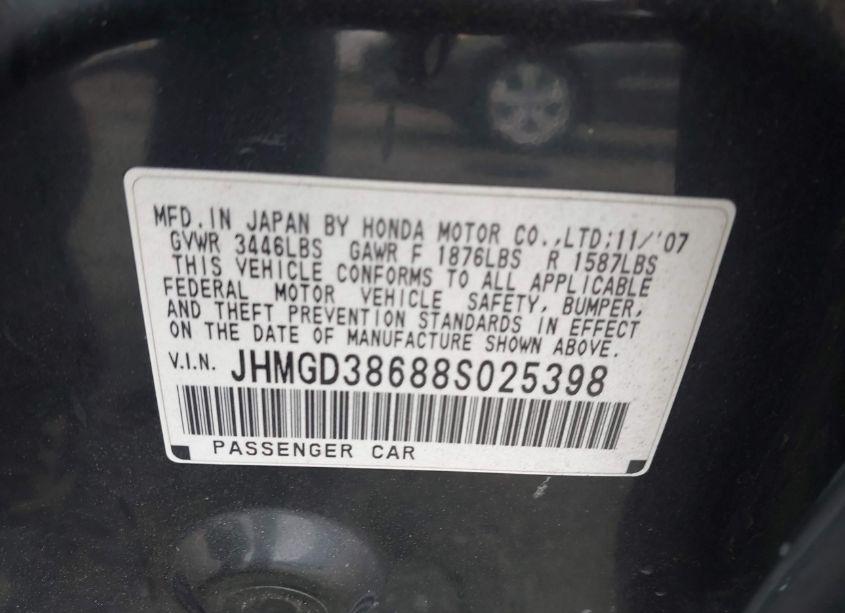 MFD.IN JAPAN BY HONDA MOTOR CO.,LTD;11/'07
GVWR 3446LBS GAWR F 1876LBS R 1587LBS
THIS VEHICLE CONFORMS TO ALL APPLICABLE
FEDERAL MOTOR VEHICLE SAFETY, BUMPER,
AND THEFT PREVENTION STANDARDS IN EFFECT
ON THE DATE OF MANUFACTURE SHOWN ABOVE.
V.I.N. JHMGD38688S025398
PASSENGER CAR